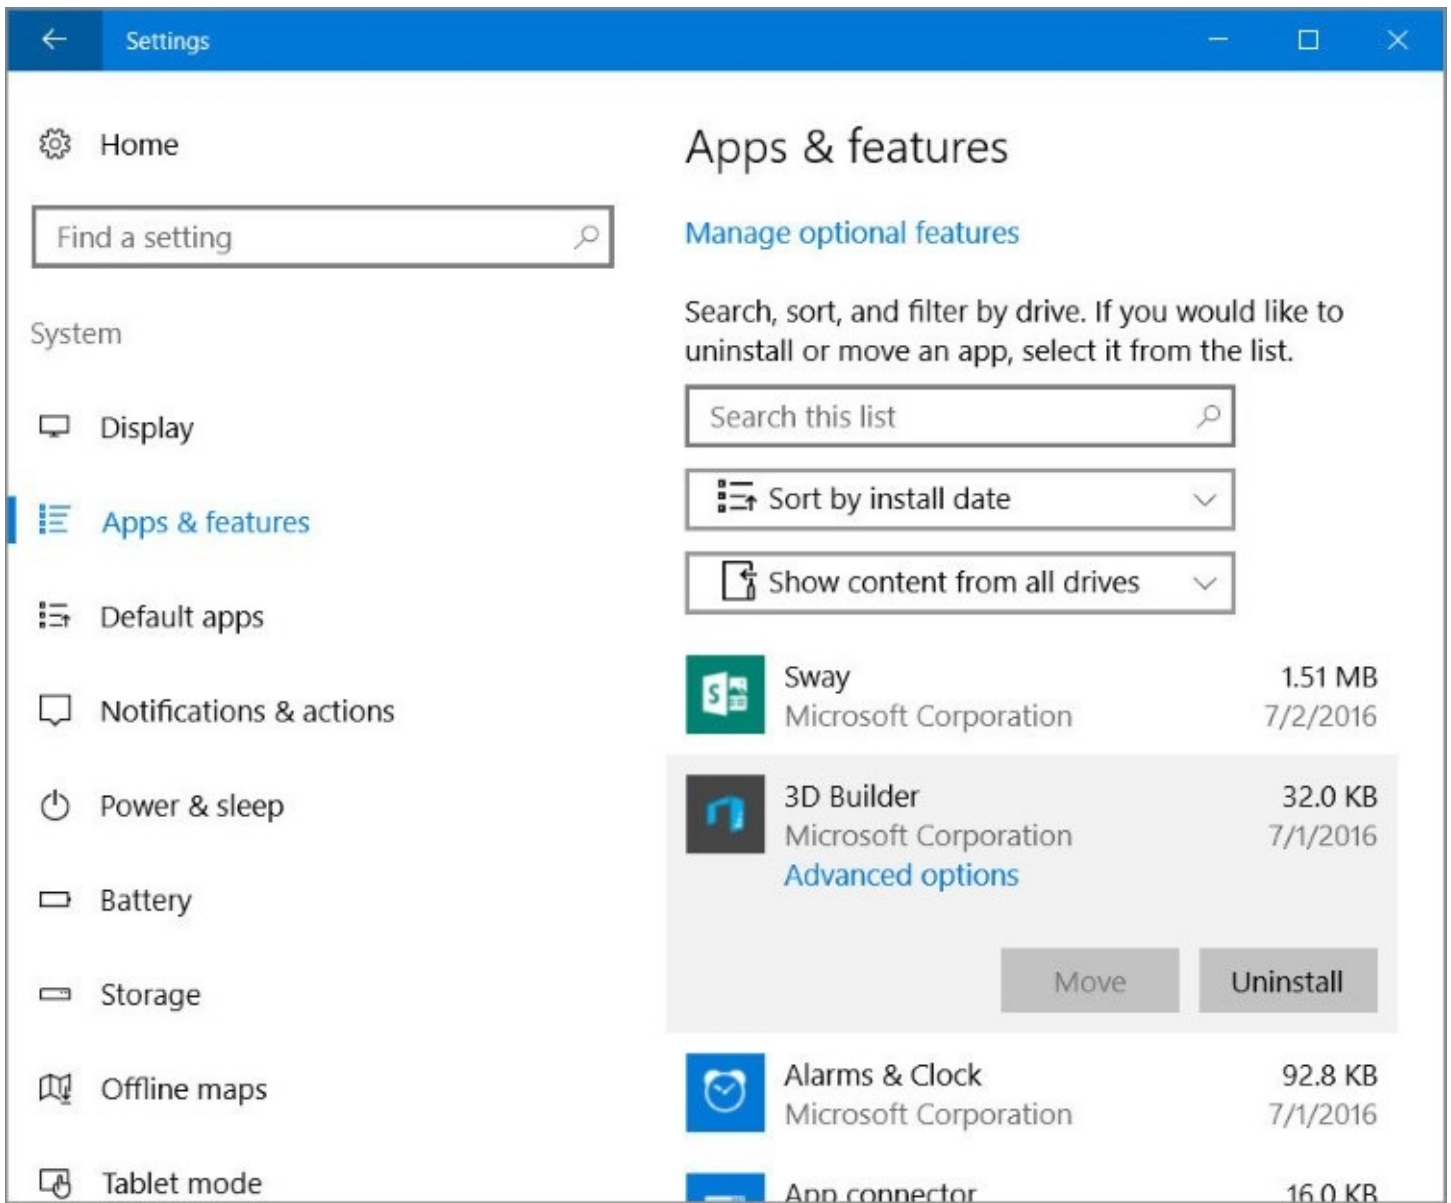 Settings
Home
Find a setting
System
Display
Apps & features
Default apps
Notifications & actions
Power & sleep
Battery
Storage
Offline maps
Tablet mode
Apps & features
Manage optional features
Search, sort, and filter by drive. If you would like to
uninstall or move an app, select it from the list.
Search this list
Sort by install date
Show content from all drives
Sway 1.51 MB
Microsoft Corporation 7/2/2016
3D Builder 32.0 KB
Microsoft Corporation 7/1/2016
Advanced options
Move Uninstall
Alarms & Clock 92.8 KB
Microsoft Corporation 7/1/2016
App connector 16.0 KB